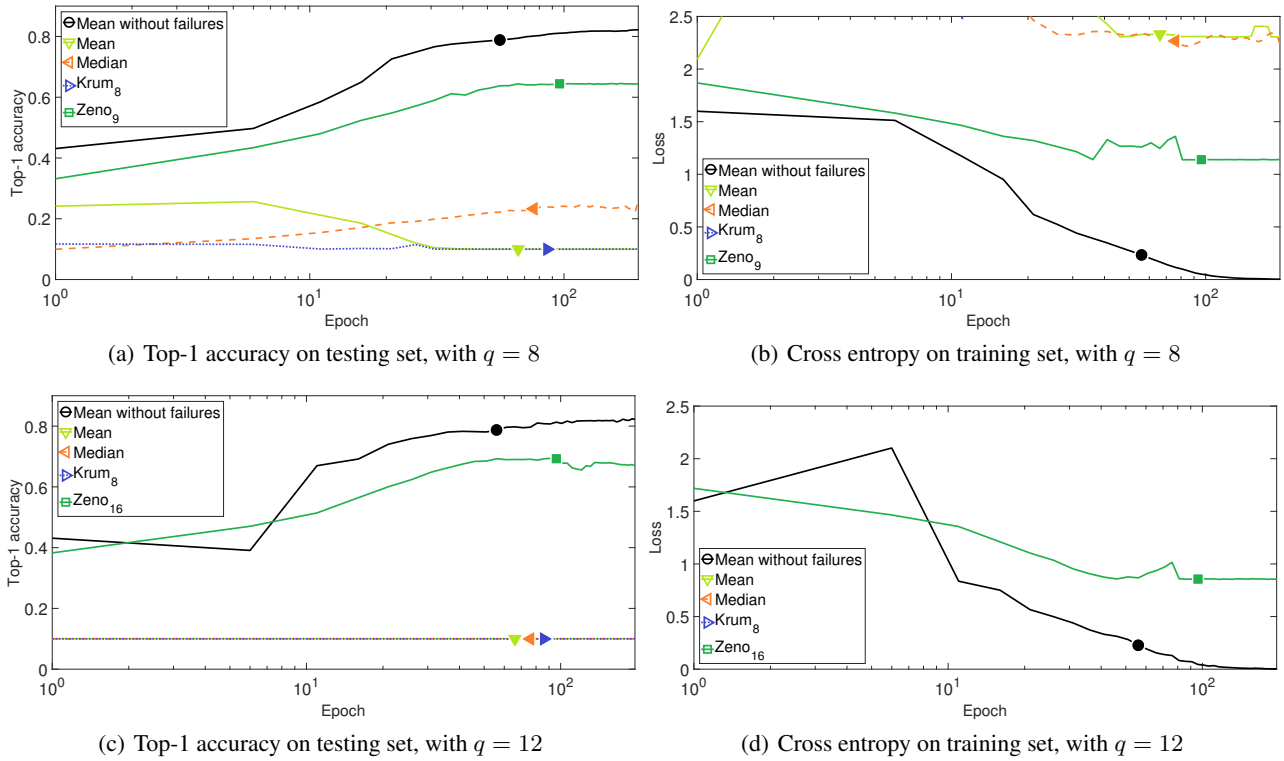 Mean without failures
Mean
Median
Krum8
Zeno9
Top-1 accuracy
0.8
0.6
0.4
0.2
0
10^0
10^1
10^2
Epoch
(a) Top-1 accuracy on testing set, with q = 8
Mean without failures
Mean
Median
Krum8
Zeno9
Loss
2.5
2
1.5
1
0.5
0
10^0
10^1
10^2
Epoch
(b) Cross entropy on training set, with q = 8
Mean without failures
Mean
Median
Krum8
Zeno16
Top-1 accuracy
0.8
0.6
0.4
0.2
0
10^0
10^1
10^2
Epoch
(c) Top-1 accuracy on testing set, with q = 12
Mean without failures
Mean
Median
Krum8
Zeno16
Loss
2.5
2
1.5
1
0.5
0
10^0
10^1
10^2
Epoch
(d) Cross entropy on training set, with q = 12